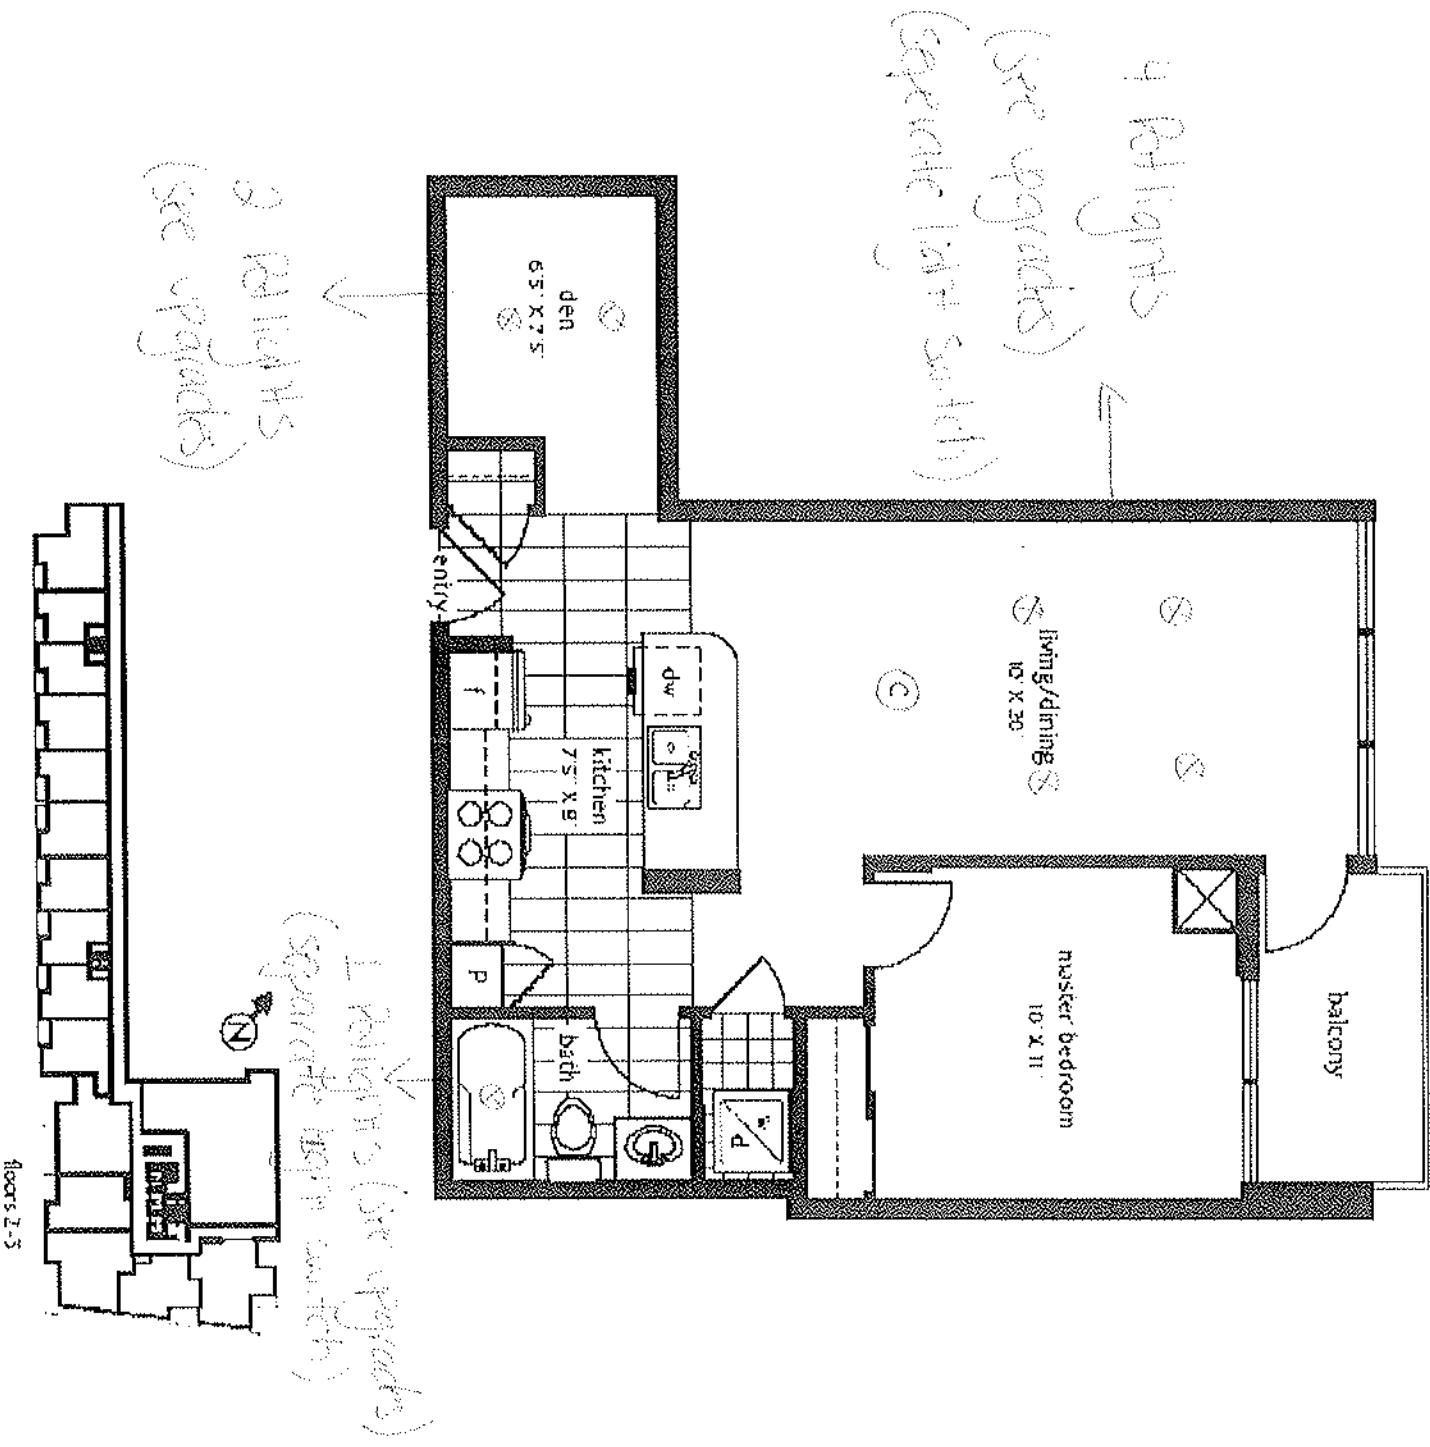 4 Potlights
(see upgrades)
(separate light switch)
2 Potlights
(see upgrades)
den
6'5" X 7'5"
entry
living/dining
10' X 20'
C
dw
f
kitchen
7'5" X 8'
P
bath
P
master bedroom
10' X 11'
balcony
1 Potlights (see upgrades)
(separate light switch)
N
floors 2-3